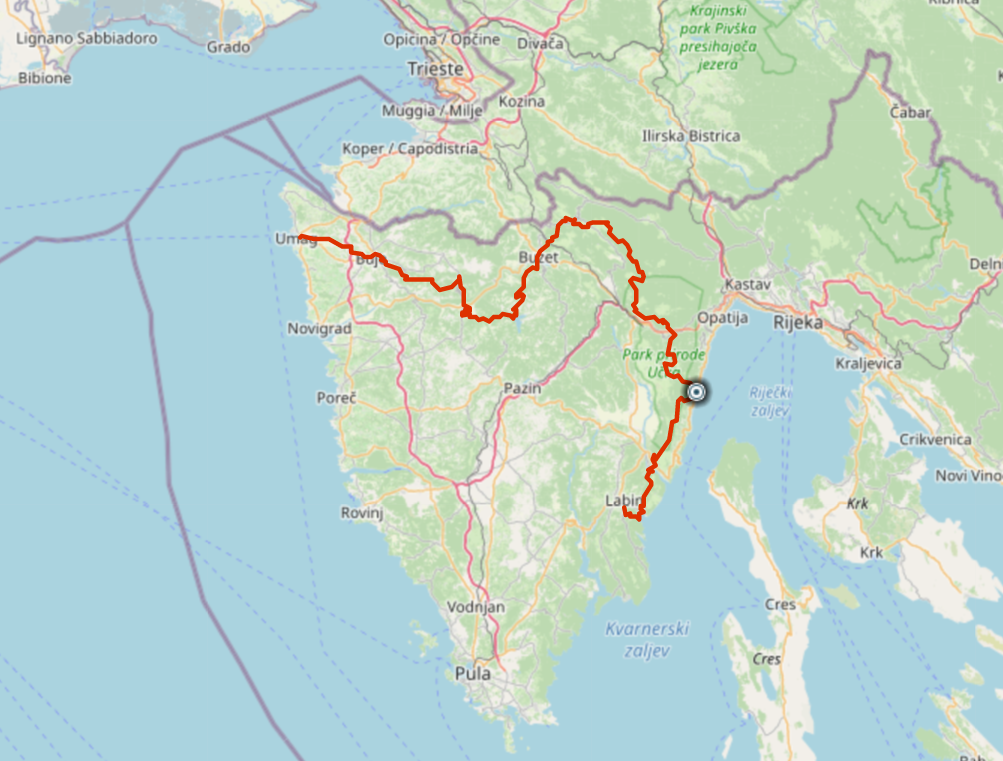 Lignano Sabbiadoro
Bibione
Grado
Opicina / Opčine
Divača
Trieste
Muggia / Milje
Kozina
Koper / Capodistria
Krajinski
park Pivška
presihajoča
jezera
Ilirska Bistrica
Čabar
Umag
Buje
Buzet
Novigrad
Kastav
Opatija
Rijeka
Kraljevica
Park prirode
Učka
Riječki
zaljev
Poreč
Pazin
Crikvenica
Novi Vino
Rovinj
Labin
Krk
Krk
Vodnjan
Pula
Kvarnerski
zaljev
Cres
Cres